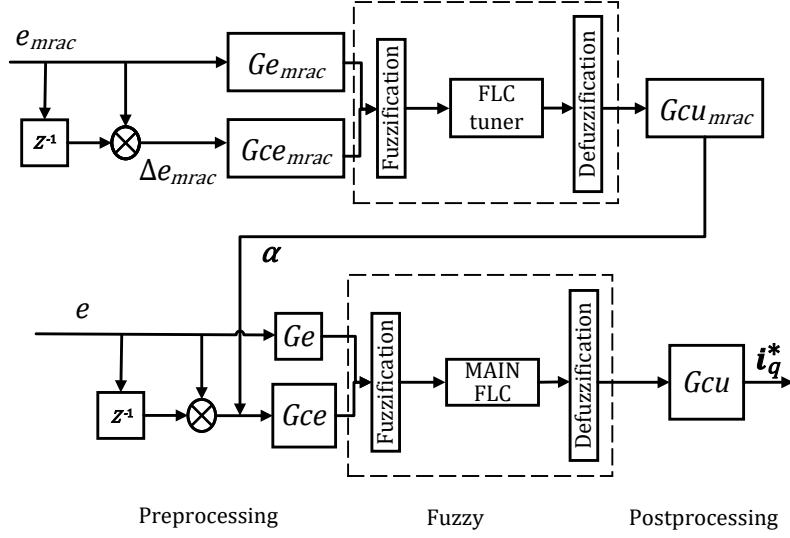 e_mrac
Ge_mrac
Fuzzification
FLC
tuner
Defuzzification
Gcu_mrac
Z⁻¹
Δe_mrac
Gce_mrac
α
e
Ge
Fuzzification
MAIN
FLC
Defuzzification
Gcu
i_q^*
Z⁻¹
Gce
Preprocessing Fuzzy Postprocessing